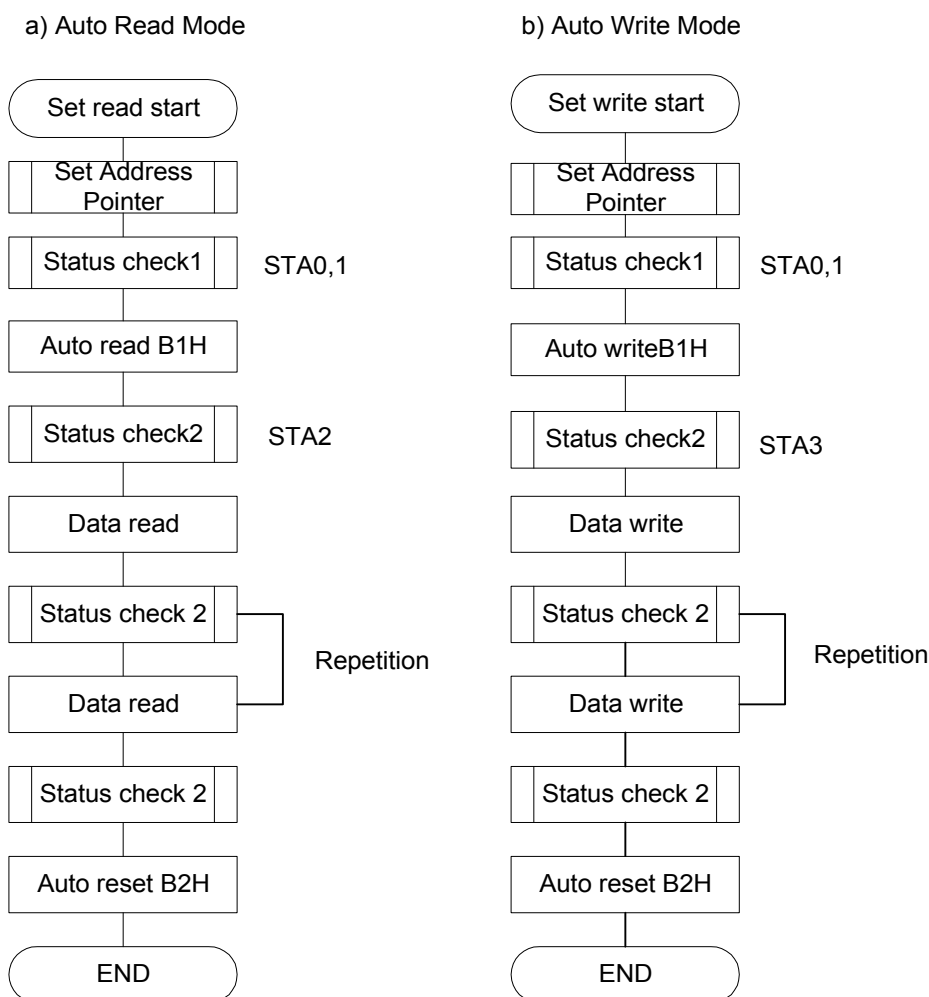 a) Auto Read Mode
Set read start
Set Address
Pointer
Status check1
STA0,1
Auto read B1H
Status check2
STA2
Data read
Status check 2
Repetition
Data read
Status check 2
Auto reset B2H
END
b) Auto Write Mode
Set write start
Set Address
Pointer
Status check1
STA0,1
Auto writeB1H
Status check2
STA3
Data write
Status check 2
Repetition
Data write
Status check 2
Auto reset B2H
END